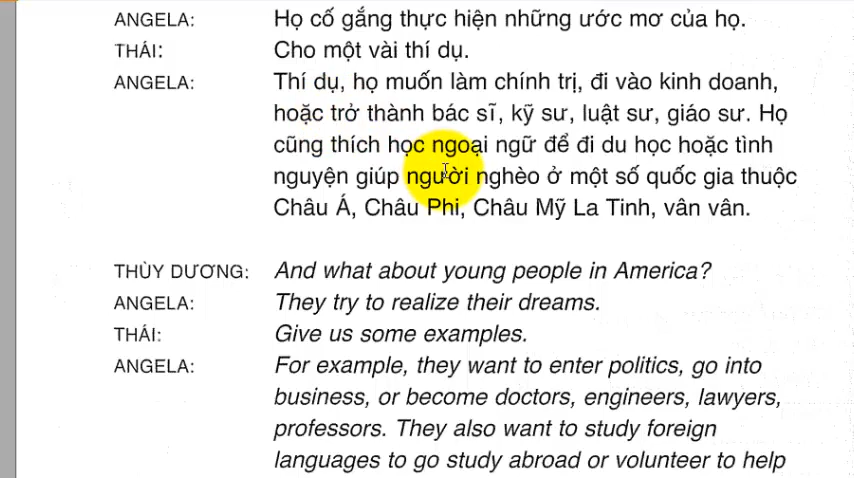 ANGELA: Họ cố gắng thực hiện những ước mơ của họ.
THÁI: Cho một vài thí dụ.
ANGELA: Thí dụ, họ muốn làm chính trị, đi vào kinh doanh,
hoặc trở thành bác sĩ, kỹ sư, luật sư, giáo sư. Họ
cũng thích học ngoại ngữ để đi du học hoặc tình
nguyện giúp người nghèo ở một số quốc gia thuộc
Châu Á, Châu Phi, Châu Mỹ La Tinh, vân vân.
THÙY DƯƠNG: And what about young people in America?
ANGELA: They try to realize their dreams.
THÁI: Give us some examples.
ANGELA: For example, they want to enter politics, go into
business, or become doctors, engineers, lawyers,
professors. They also want to study foreign
languages to go study abroad or volunteer to help